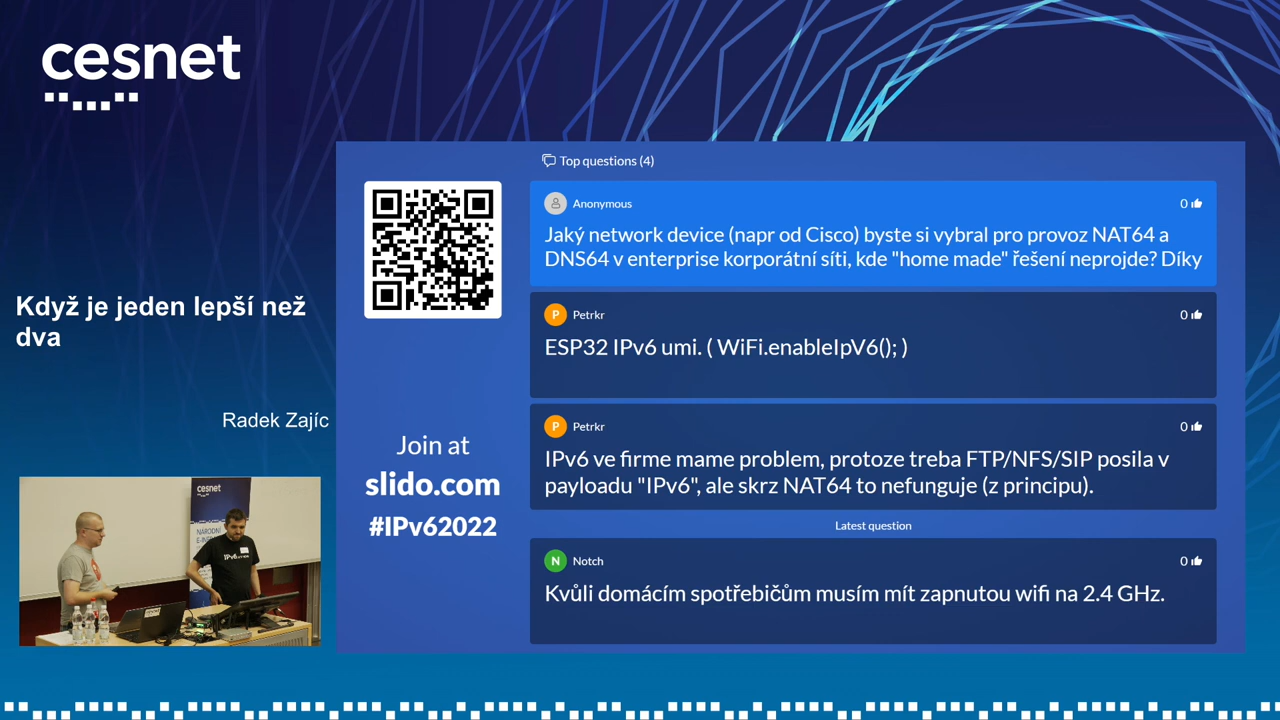 cesnet
Top questions (4)
Anonymous
0
Jaký network device (napr od Cisco) byste si vybral pro provoz NAT64 a
DNS64 v enterprise korporátní síti, kde "home made" řešení neprojde? Díky
Petrkr
0
ESP32 IPv6 umi. ( WiFi.enableIpV6(); )
Petrkr
0
IPv6 ve firme mame problem, protoze treba FTP/NFS/SIP posila v
payloadu "IPv6", ale skrz NAT64 to nefunguje (z principu).
Latest question
Notch
0
Kvůli domácím spotřebičům musím mít zapnutou wifi na 2.4 GHz.
Join at
slido.com
#IPv62022
Když je jeden lepší než
dva
Radek Zajíc
cesnet
NÁRODNÍ